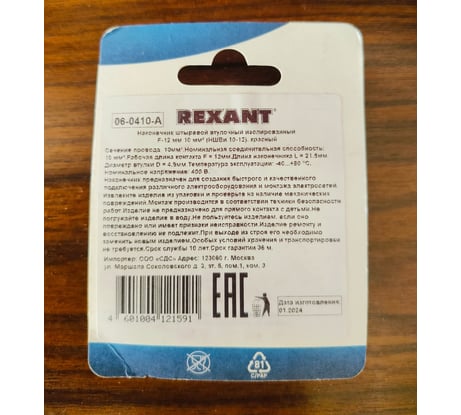 REXANT®
06-0410-A
Наконечник штыревой втулочный изолированный
F-12 мм 10 мм² (НШВи 10-12), красный
Сечение провода: 10мм².Номинальная соединительная способность:
10 мм².Рабочая длина контакта F = 12мм.Длина наконечника L = 21.5мм.
Диаметр втулки D = 4.5мм.Температура эксплуатации: -40...+80 °C.
Номинальное напряжение: 400 В.
Наконечник предназначен для создания быстрого и качественного
подключения различного электрооборудования и монтажа электросетей.
Извлеките изделие из упаковки и проверьте на наличие механических
повреждений.Монтаж производится в соответствии техники безопасности
работ.Изделие не предназначено для прямого контакта с детьми.Не
погружайте изделие в воду.Не пользуйтесь изделием, если оно
повреждено или имеет признаки неисправности.Изделие ремонту и
восстановлению не подлежит.При выходе из строя его необходимо
заменить новым изделием.Особых условий хранения и транспортировки
не требуется.Срок службы 10 лет.Срок гарантии 36 м.
Импортер: ООО «СДС» Адрес: 123060 г. Москва
ул. Маршала Соколовского д. 3, эт. 5, пом.1, ком. 3
4 601004 121591
EAC
Дата изготовления:
01.2024
81
C/PAP